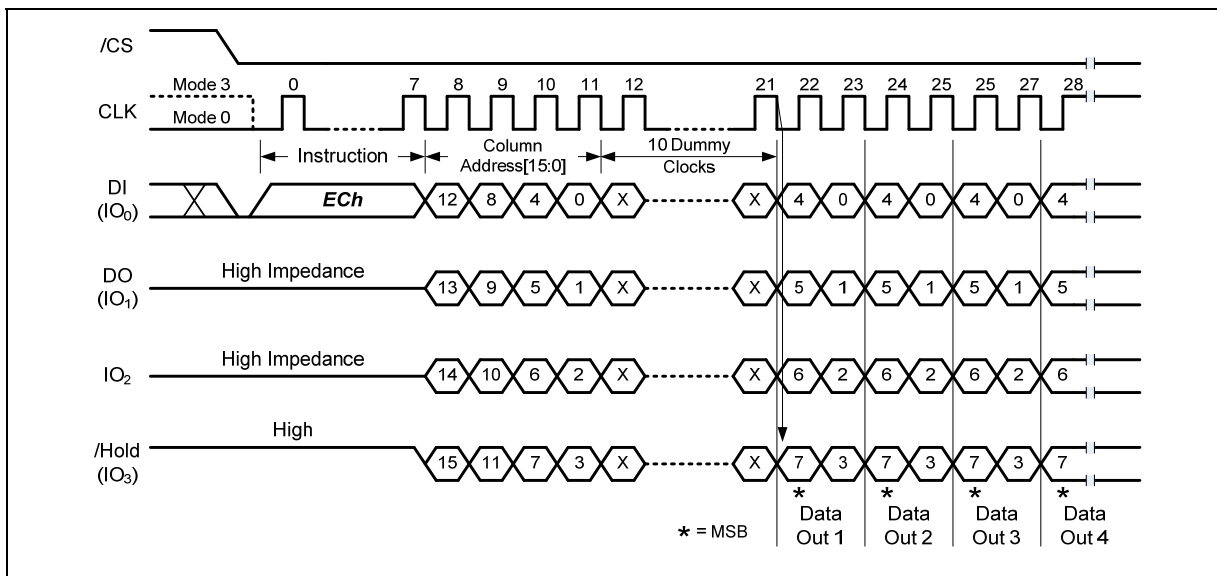 /CS
Mode 3 0 7 8 9 10 11 12 21 22 23 24 25 25 27 28
CLK
Mode 0
Instruction
Column
Address[15:0]
10 Dummy
Clocks
DI
(IO0)
ECh 12 8 4 0 X X 4 0 4 0 4 0 4
DO
(IO1)
High Impedance 13 9 5 1 X X 5 1 5 1 5 1 5
IO2
High Impedance 14 10 6 2 X X 6 2 6 2 6 2 6
/Hold
(IO3)
High 15 11 7 3 X X 7 3 7 3 7 3 7
* * * *
* = MSB
Data
Out 1
Data
Out 2
Data
Out 3
Data
Out 4